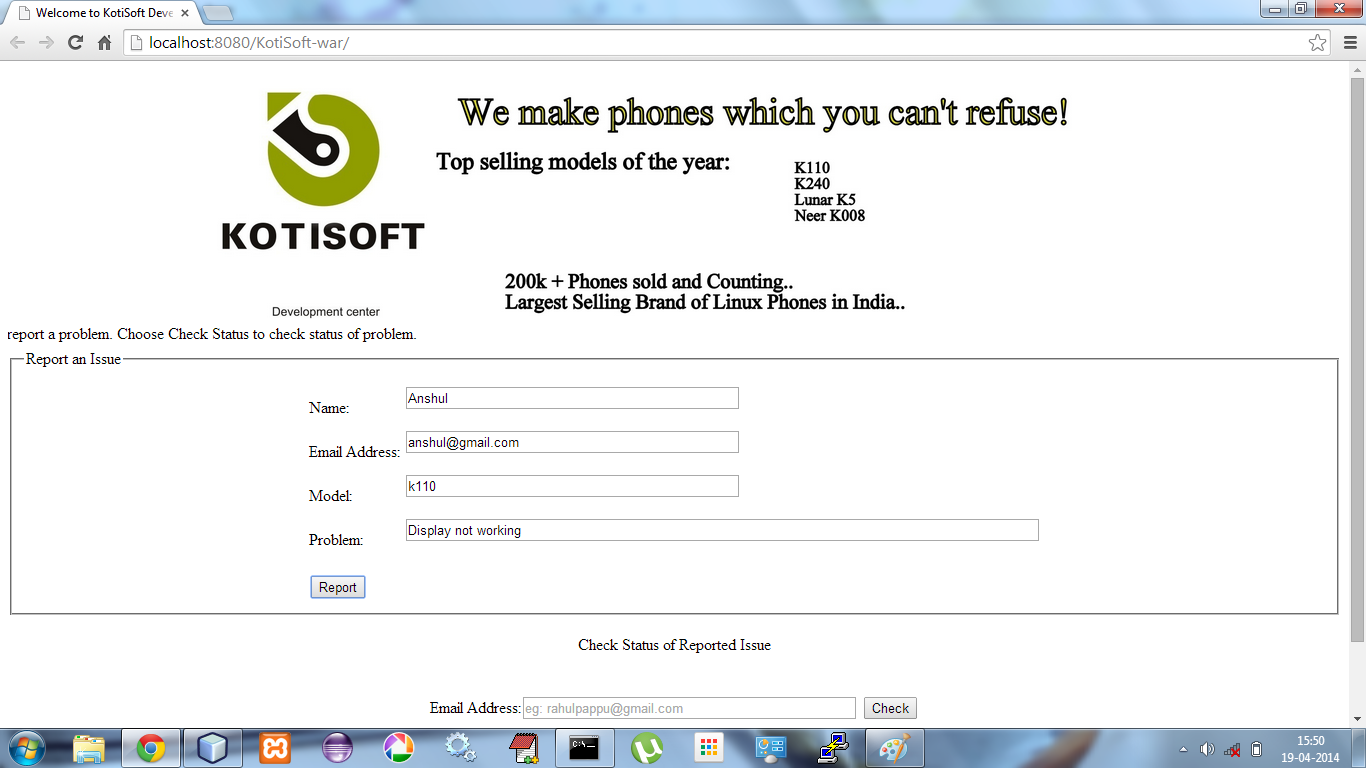 Welcome to KotiSoft Deve
localhost:8080/KotiSoft-war/
We make phones which you can't refuse!
Top selling models of the year:
K110
K240
Lunar K5
Neer K008
KOTISOFT
200k + Phones sold and Counting..
Largest Selling Brand of Linux Phones in India..
Development center
report a problem. Choose Check Status to check status of problem.
Report an Issue
Name: Anshul
Email Address: anshul@gmail.com
Model: k110
Problem: Display not working
Report
Check Status of Reported Issue
Email Address: eg: rahulpappu@gmail.com Check
15:50
19-04-2014